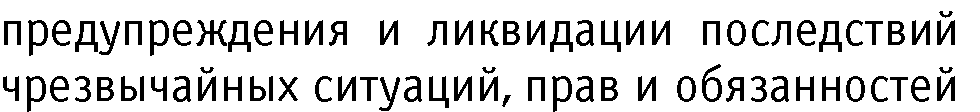 предупреждения и ликвидации последствий
чрезвычайных ситуаций, прав и обязанностей